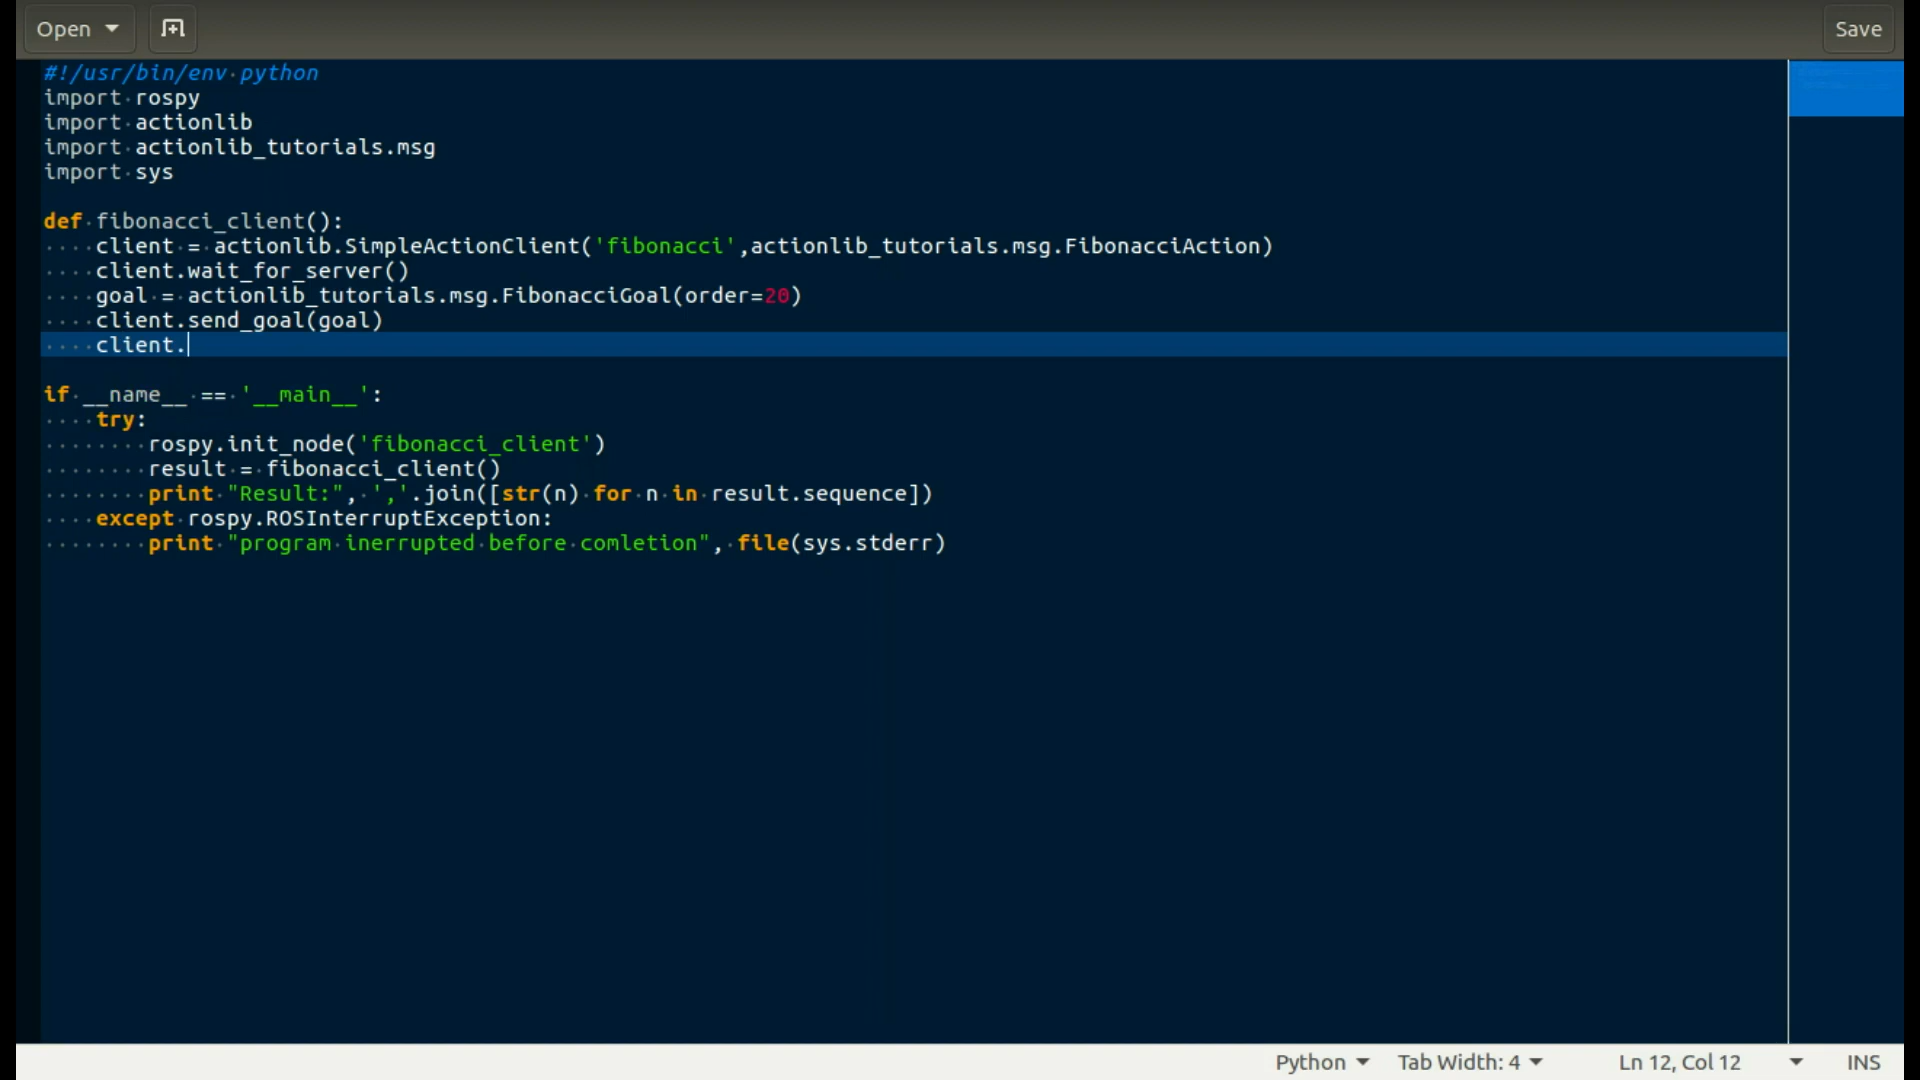 Open
Save
#!/usr/bin/env python
import rospy
import actionlib
import actionlib_tutorials.msg
import sys
def fibonacci_client():
    client = actionlib.SimpleActionClient('fibonacci',actionlib_tutorials.msg.FibonacciAction)
    client.wait_for_server()
    goal = actionlib_tutorials.msg.FibonacciGoal(order=20)
    client.send_goal(goal)
    client.
if __name__ == '__main__':
    try:
        rospy.init_node('fibonacci_client')
        result = fibonacci_client()
        print "Result:", ','.join([str(n) for n in result.sequence])
    except rospy.ROSInterruptException:
        print "program inerrupted before comletion", file(sys.stderr)
Python Tab Width: 4 Ln 12, Col 12 INS